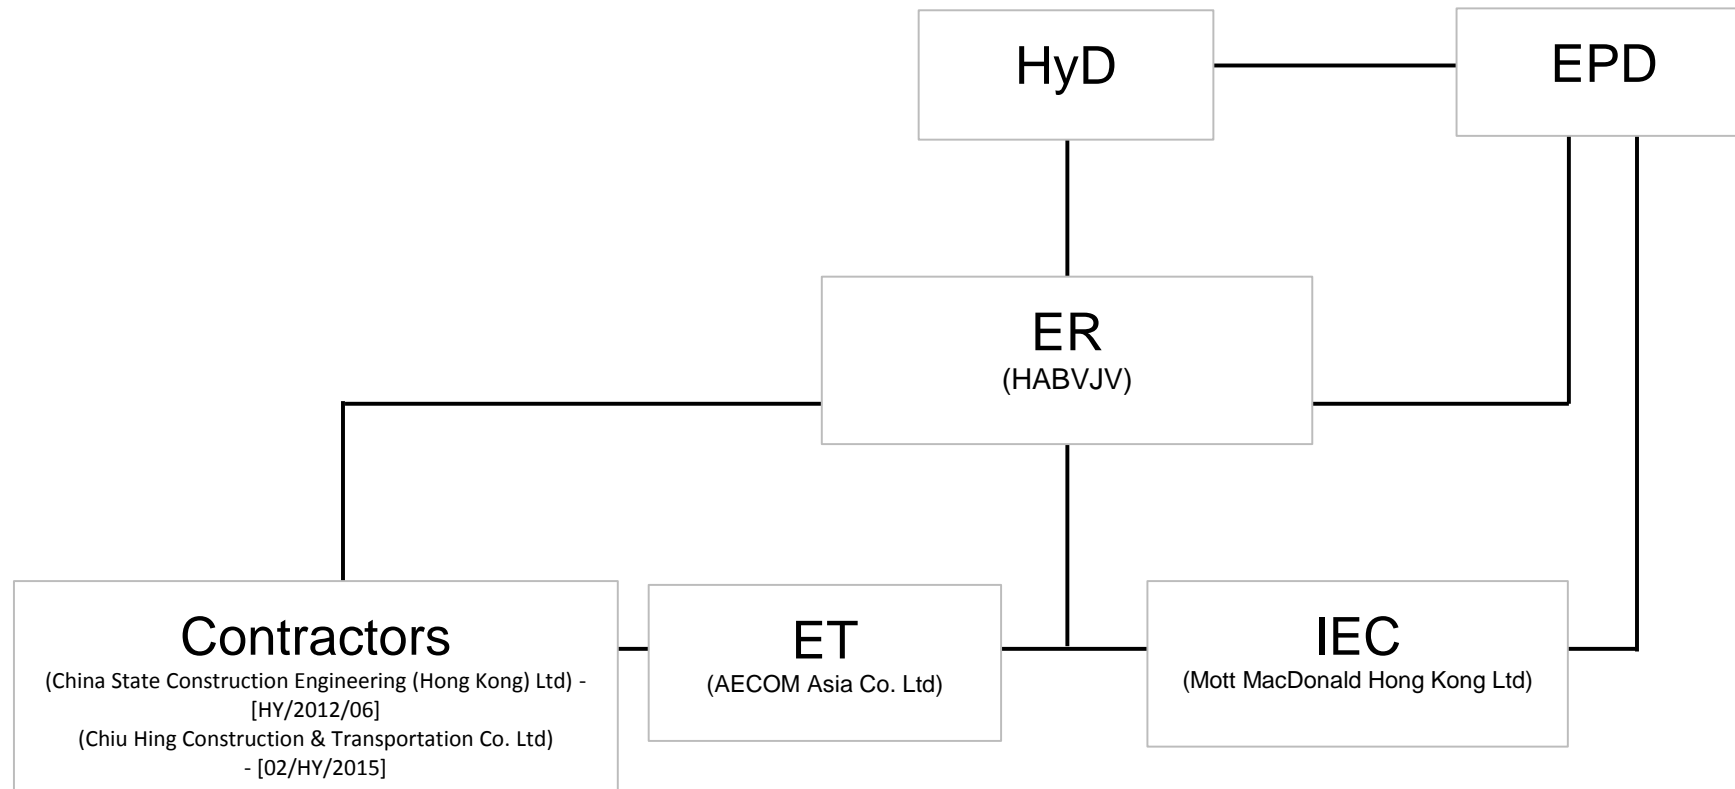 HyD
EPD
ER
(HABVJV)
Contractors
(China State Construction Engineering (Hong Kong) Ltd) -
[HY/2012/06]
(Chiu Hing Construction & Transportation Co. Ltd)
- [02/HY/2015]
ET
(AECOM Asia Co. Ltd)
IEC
(Mott MacDonald Hong Kong Ltd)